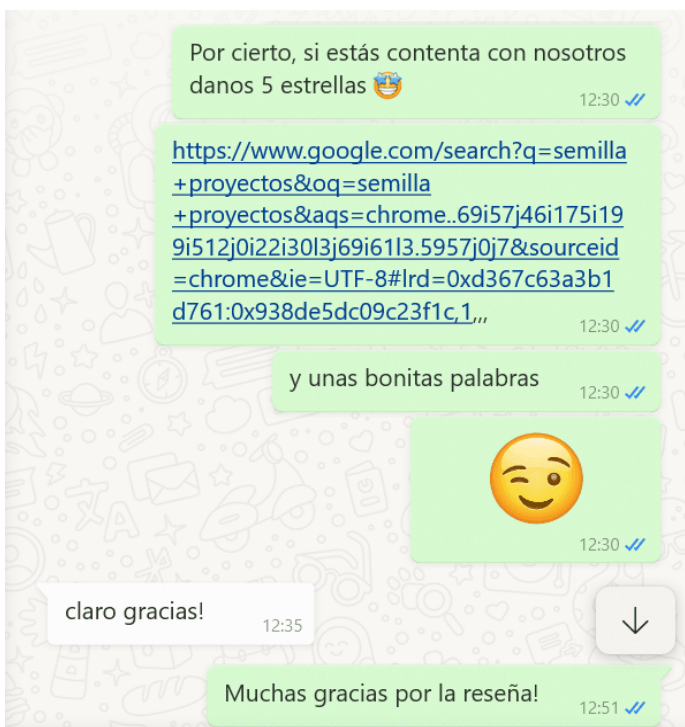 Por cierto, si estás contenta con nosotros
danos 5 estrellas 🤩
12:30
https://www.google.com/search?q=semilla
+proyectos&oq=semilla
+proyectos&aqs=chrome..69i57j46i175i19
9i512j0i22i30l3j69i61l3.5957j0j7&sourceid
=chrome&ie=UTF-8#lrd=0xd367c63a3b1
d761:0x938de5dc09c23f1c,1,,,
12:30
y unas bonitas palabras
12:30
😉
12:30
claro gracias!
12:35
Muchas gracias por la reseña!
12:51